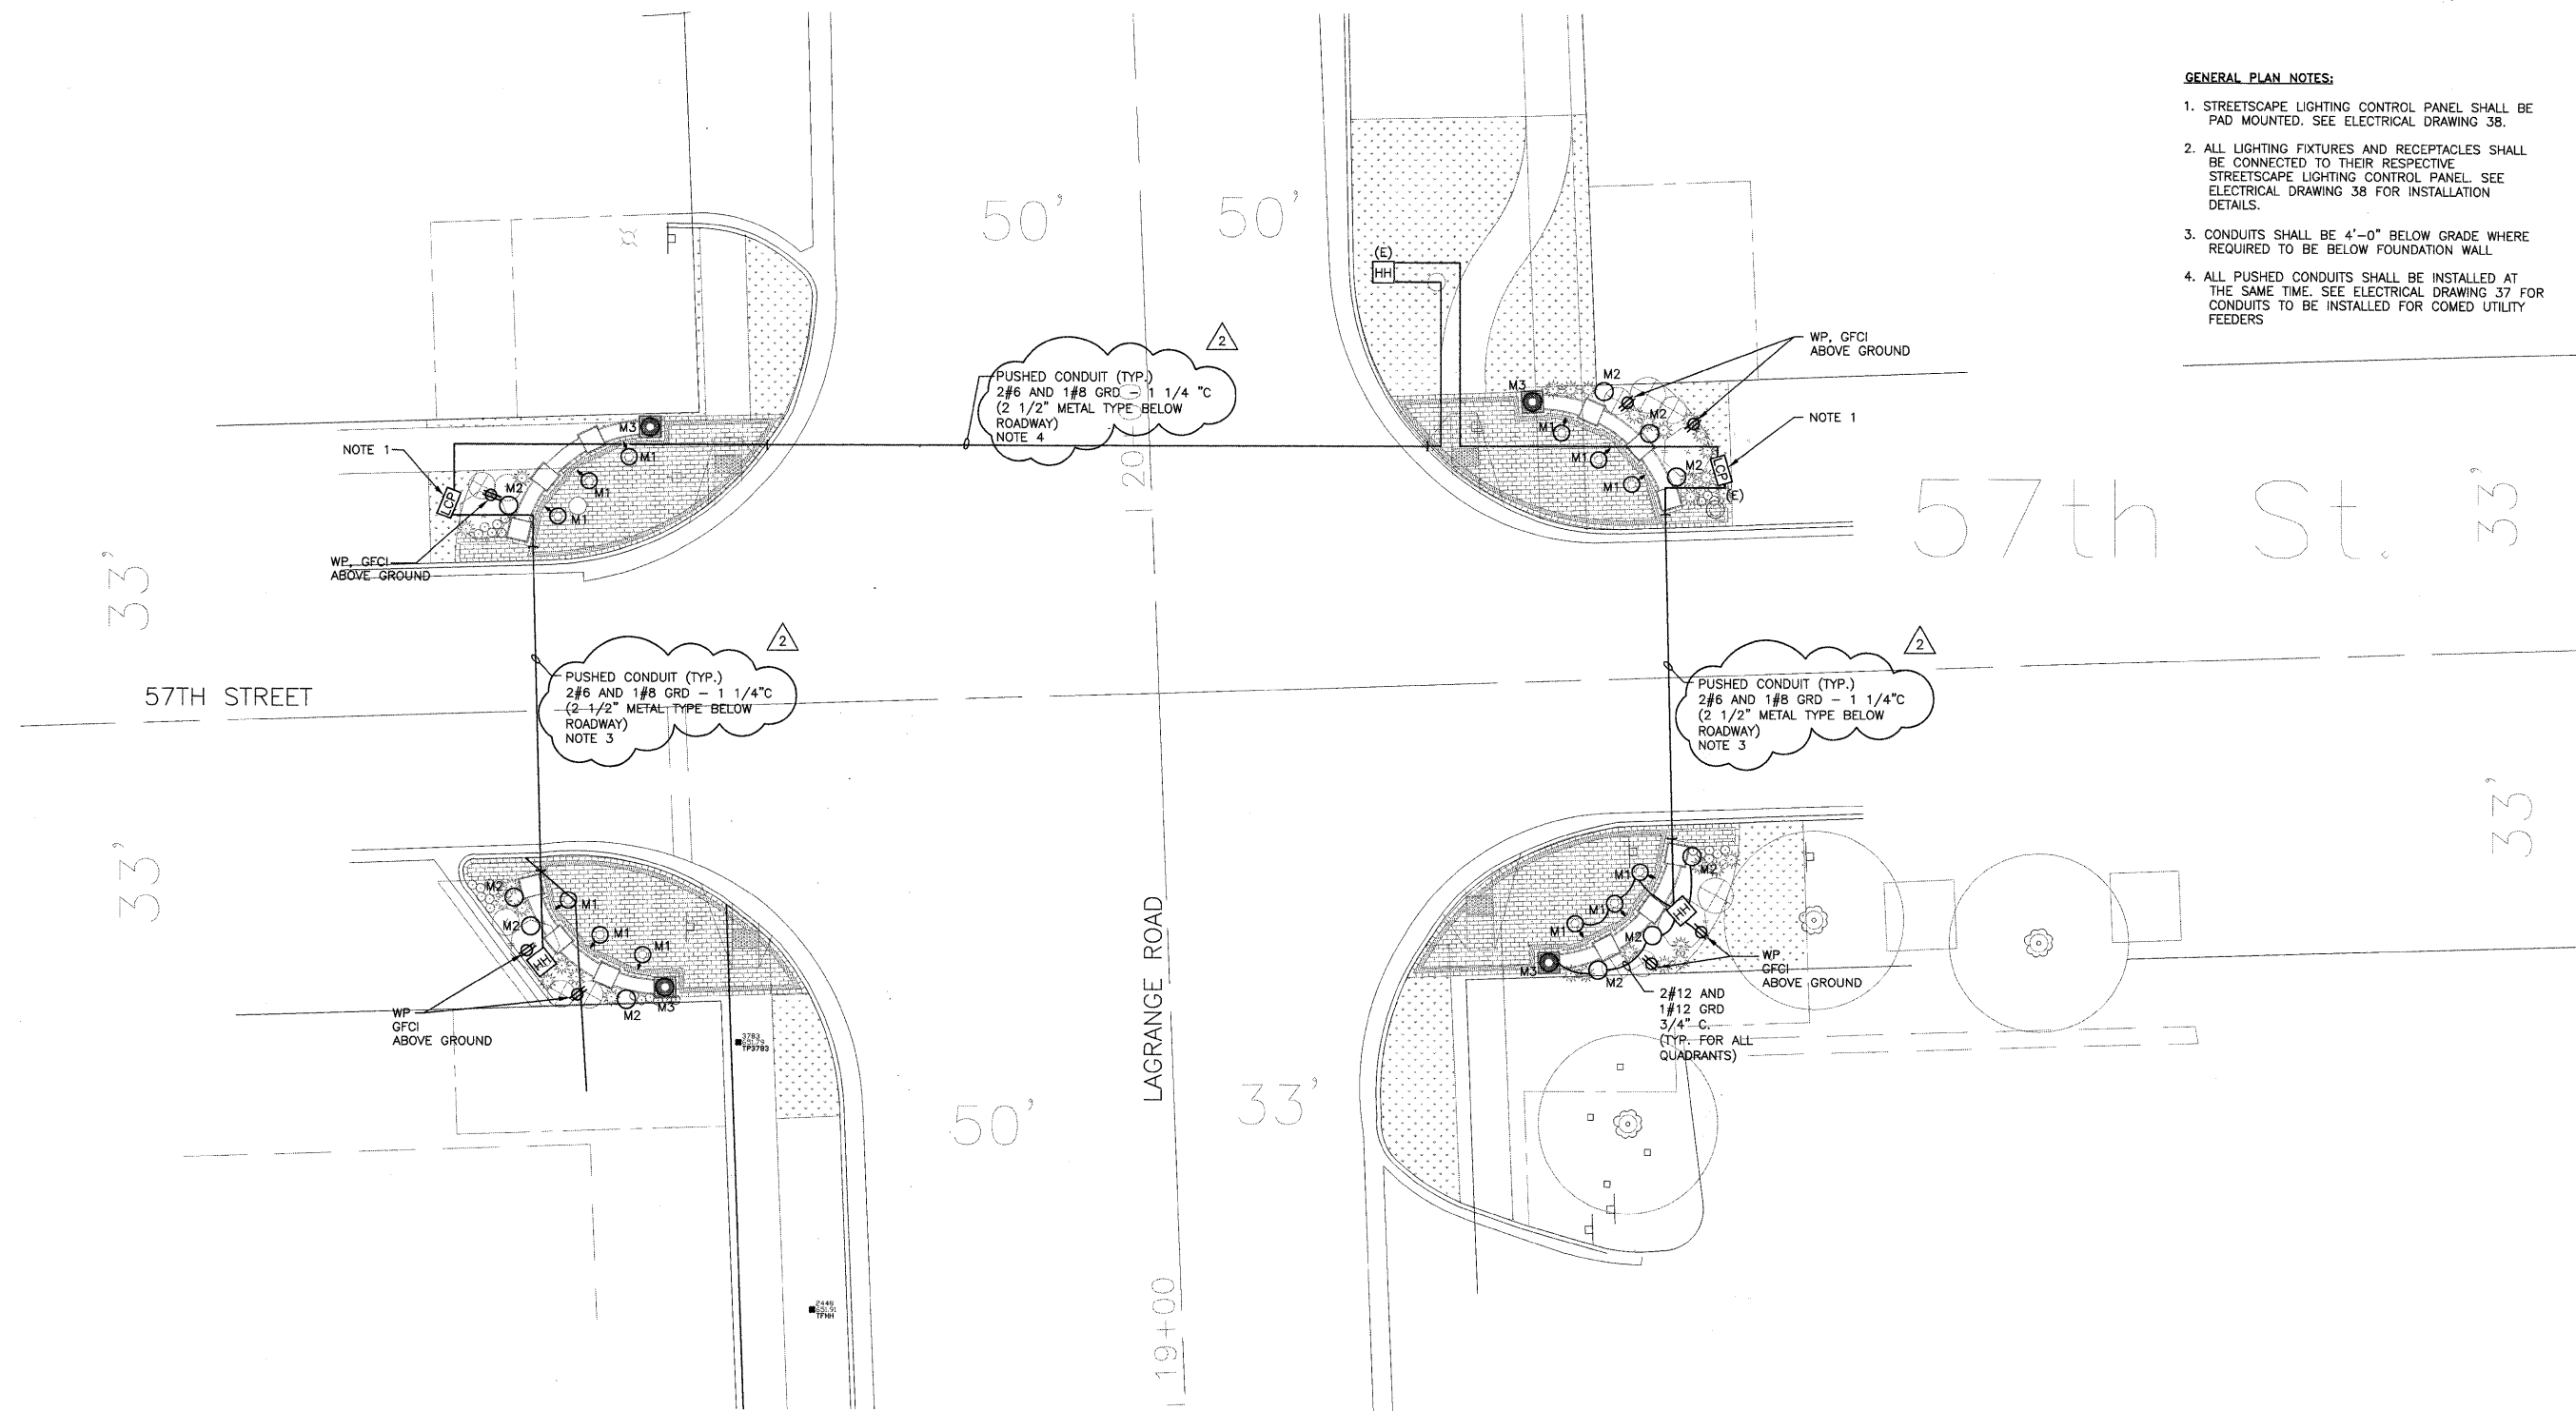 GENERAL PLAN NOTES:
1. STREETSCAPE LIGHTING CONTROL PANEL SHALL BE
PAD MOUNTED. SEE ELECTRICAL DRAWING 38.
2. ALL LIGHTING FIXTURES AND RECEPTACLES SHALL
BE CONNECTED TO THEIR RESPECTIVE
STREETSCAPE LIGHTING CONTROL PANEL. SEE
ELECTRICAL DRAWING 38 FOR INSTALLATION
DETAILS.
3. CONDUITS SHALL BE 4'-0" BELOW GRADE WHERE
REQUIRED TO BE BELOW FOUNDATION WALL
4. ALL PUSHED CONDUITS SHALL BE INSTALLED AT
THE SAME TIME. SEE ELECTRICAL DRAWING 37 FOR
CONDUITS TO BE INSTALLED FOR COMED UTILITY
FEEDERS
50'
50'
(E)
HH
2
PUSHED CONDUIT (TYP.)
2#6 AND 1#8 GRD - 1 1/4 "C
(2 1/2" METAL TYPE BELOW
ROADWAY)
NOTE 4
WP, GFCI
ABOVE GROUND
M3
M2
M2
M1
M1
M1
M2
NOTE 1
LCP
(E)
M3
M1
M1
M1
M2
NOTE 1
LCP
WP, GFCI
ABOVE GROUND
57th St.
33'
33'
2
PUSHED CONDUIT (TYP.)
2#6 AND 1#8 GRD - 1 1/4"C
(2 1/2" METAL TYPE BELOW
ROADWAY)
NOTE 3
2
PUSHED CONDUIT (TYP.)
2#6 AND 1#8 GRD - 1 1/4"C
(2 1/2" METAL TYPE BELOW
ROADWAY)
NOTE 3
57TH STREET
33'
33'
M2
M2
M1
M1
M1
HH
M2
M3
WP
GFCI
ABOVE GROUND
3783
TP3783
M1
M1
M1
M2
HH
M2
M3
M2
WP
GFCI
ABOVE GROUND
2#12 AND
1#12 GRD
3/4" C.
(TYP. FOR ALL
QUADRANTS)
LAGRANGE ROAD
50'
33'
19+00
2448
651.91
TFNH